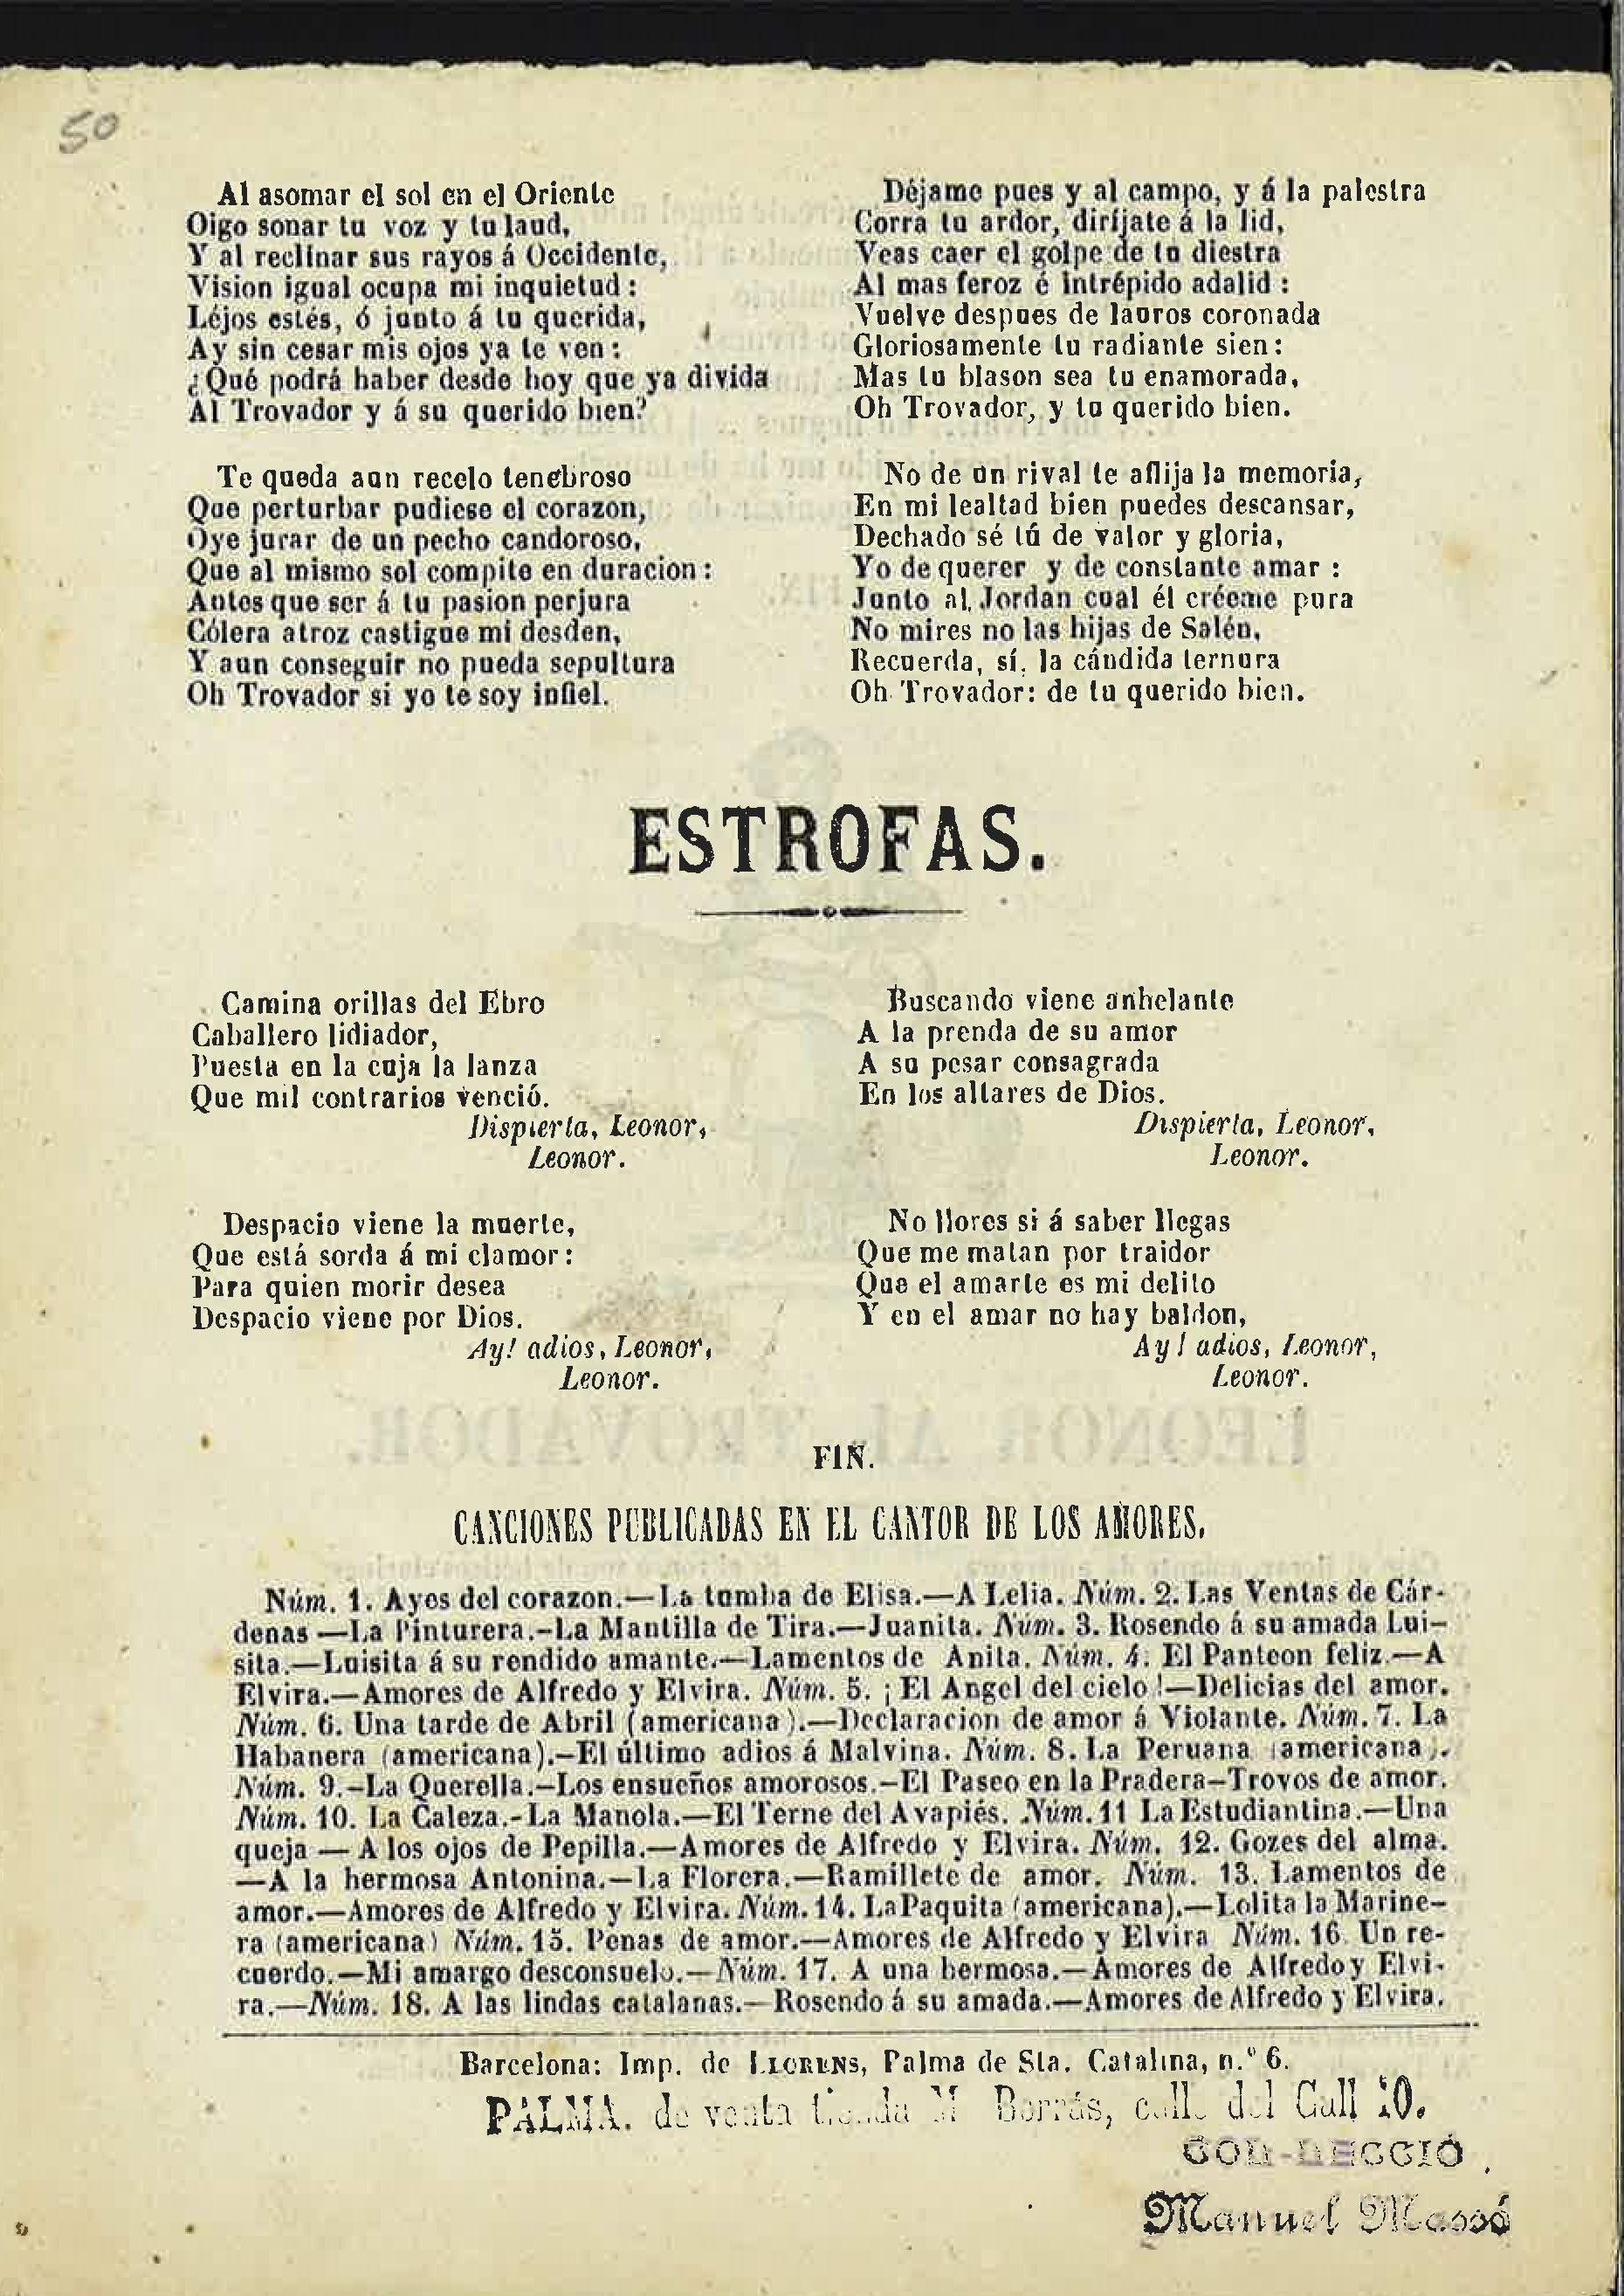 50
Al asomar el sol en el Oriente
Oigo sonar tu voz y tu laud,
Y al reclinar sus rayos á Occidente,
Vision igual ocupa mi inquietud :
Léjos estés, ó junto á tu querida,
Ay sin cesar mis ojos ya te ven :
¿Qué podrá haber desde hoy que ya divida
Al Trovador y á su querido bien?
Te queda aun recelo tenebroso
Que perturbar pudiese el corazon,
Oye jurar de un pecho candoroso,
Que al mismo sol compite en duracion :
Antes que ser á tu pasion perjura
Cólera atroz castigue mi desden,
Y aun conseguir no pueda sepultura
Oh Trovador si yo te soy infiel.
Déjame pues y al campo, y á la palestra
Corra tu ardor, diríjate á la lid,
Veas caer el golpe de tu diestra
Al mas feroz é intrépido adalid :
Vuelve despues de lauros coronada
Gloriosamente tu radiante sien :
Mas tu blason sea tu enamorada,
Oh Trovador, y tu querido bien.
No de un rival te aflija la memoria,
En mi lealtad bien puedes descansar,
Dechado sé tú de valor y gloria,
Yo de querer y de constante amar :
Junto al Jordan cual él créeme pura
No mires no las hijas de Salén,
Recuerda, sí, la cándida ternura
Oh Trovador: de tu querido bien.
ESTROFAS.
Camina orillas del Ebro
Caballero lidiador,
Puesta en la cuja la lanza
Que mil contrarios venció.
Dispierta, Leonor,
Leonor.
Despacio viene la muerte,
Que está sorda á mi clamor :
Para quien morir desea
Despacio viene por Dios.
Ay! adios, Leonor,
Leonor.
Buscando viene anhelante
A la prenda de su amor
A su pesar consagrada
En los altares de Dios.
Dispierta, Leonor,
Leonor.
No llores si á saber llegas
Que me matan por traidor
Que el amarte es mi delito
Y en el amar no hay baldon,
Ay! adios, Leonor,
Leonor.
FIN.
CANCIONES PUBLICADAS EN EL CANTOR DE LOS AMORES.
Núm. 1. Ayes del corazon.—La tumba de Elisa.—A Lelia. Núm. 2. Las Ventas de Cár-
denas —La Pinturera.–La Mantilla de Tira.—Juanita. Núm. 3. Rosendo á su amada Lui-
sita.—Luisita á su rendido amante.—Lamentos de Anita. Núm. 4. El Panteon feliz.—A
Elvira.—Amores de Alfredo y Elvira. Núm. 5. ¡ El Angel del cielo !—Delicias del amor.
Núm. 6. Una tarde de Abril (americana).—Declaracion de amor á Violante. Núm. 7. La
Habanera (americana).–El último adios á Malvina. Núm. 8. La Peruana (americana).
Núm. 9.–La Querella.–Los ensueños amorosos.–El Paseo en la Pradera–Trovos de amor.
Núm. 10. La Caleza.-La Manola.—El Terne del Avapiés. Núm. 11 La Estudiantina.—Una
queja — A los ojos de Pepilla.—Amores de Alfredo y Elvira. Núm. 12. Gozes del alma.
—A la hermosa Antonina.—La Florera.—Ramillete de amor. Núm. 13. Lamentos de
amor.—Amores de Alfredo y Elvira. Núm. 14. La Paquita (americana).—Lolita la Marine-
ra (americana) Núm. 15. Penas de amor.—Amores de Alfredo y Elvira Núm. 16. Un re-
cuerdo.—Mi amargo desconsuelo.—Núm. 17. A una hermosa.—Amores de Alfredo y Elvi-
ra.—Núm. 18. A las lindas catalanas.—Rosendo á su amada.—Amores de Alfredo y Elvira.
Barcelona: Imp. de LLORENS, Palma de Sta. Catalina, n.º 6.
PALMA. de venta tienda M Borrás, calle del Call 10.
COL-LECCIÓ
Manuel Massó